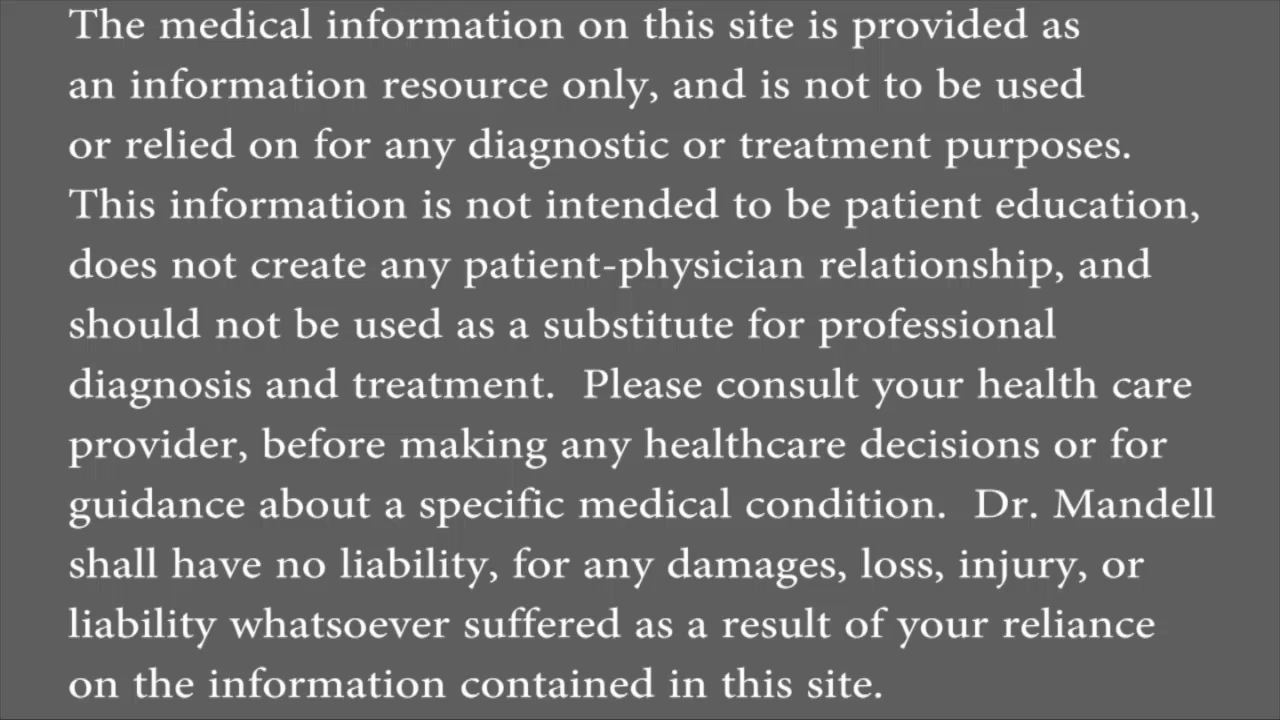 The medical information on this site is provided as
an information resource only, and is not to be used
or relied on for any diagnostic or treatment purposes.
This information is not intended to be patient education,
does not create any patient-physician relationship, and
should not be used as a substitute for professional
diagnosis and treatment.  Please consult your health care
provider, before making any healthcare decisions or for
guidance about a specific medical condition.  Dr. Mandell
shall have no liability, for any damages, loss, injury, or
liability whatsoever suffered as a result of your reliance
on the information contained in this site.